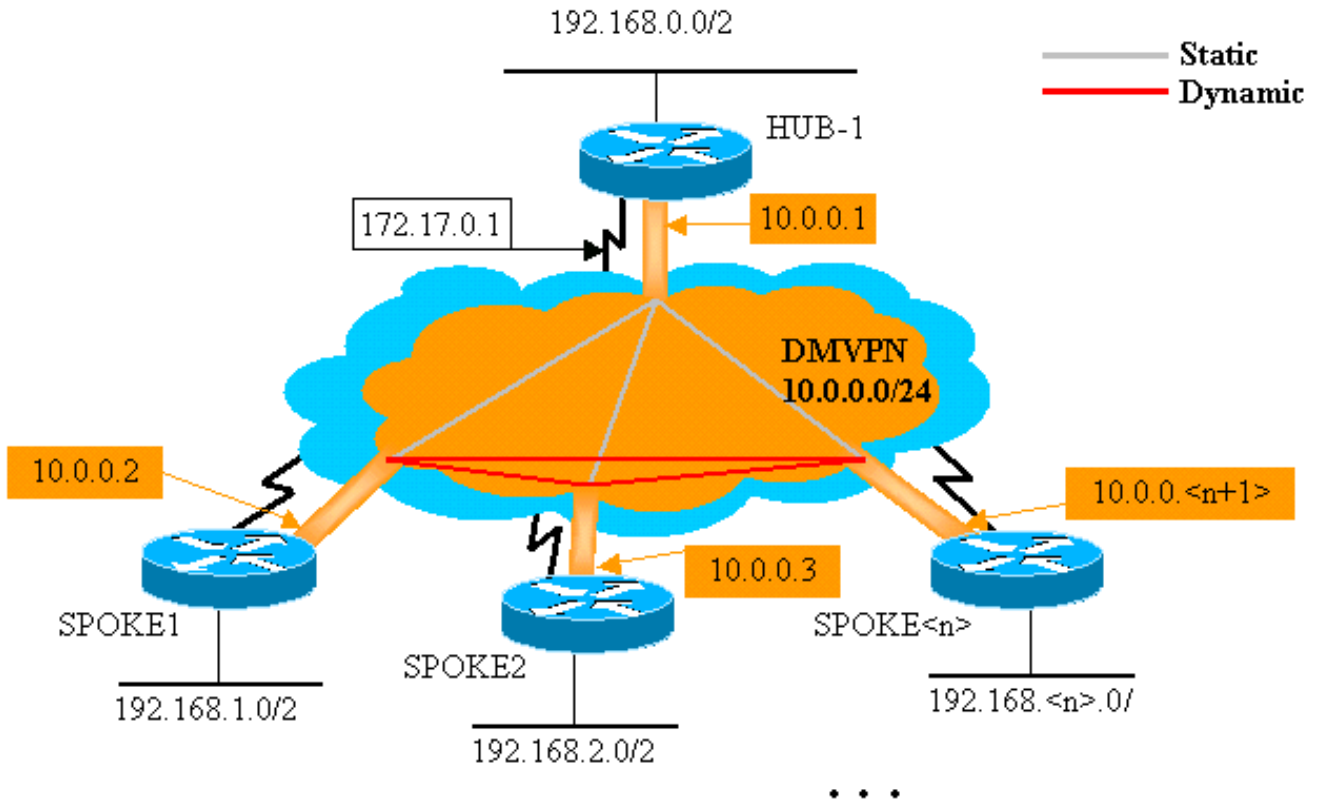 192.168.0.0/2
Static
Dynamic
HUB-1
172.17.0.1
10.0.0.1
DMVPN
10.0.0.0/24
10.0.0.2
10.0.0.<n+1>
10.0.0.3
SPOKE1
SPOKE2
SPOKE<n>
192.168.1.0/2
192.168.<n>.0/
192.168.2.0/2
. . .